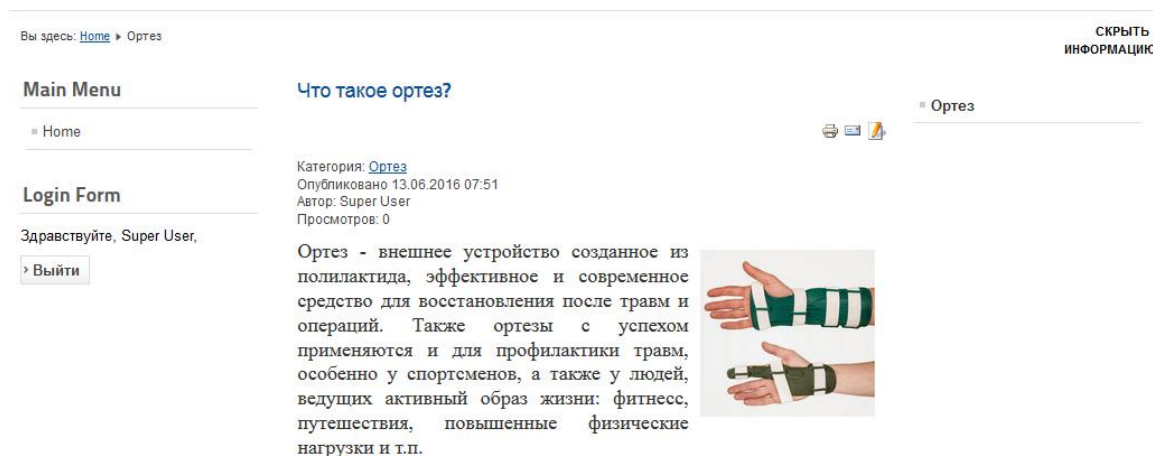 Вы здесь: Home ▸ Ортез
СКРЫТЬ
ИНФОРМАЦИЮ
Main Menu
Home
Login Form
Здравствуйте, Super User,
› Выйти
Что такое ортез?
Категория: Ортез
Опубликовано 13.06.2016 07:51
Автор: Super User
Просмотров: 0
Ортез - внешнее устройство созданное из
полилактида, эффективное и современное
средство для восстановления после травм и
операций. Также ортезы с успехом
применяются и для профилактики травм,
особенно у спортсменов, а также у людей,
ведущих активный образ жизни: фитнесс,
путешествия, повышенные физические
нагрузки и т.п.
Ортез